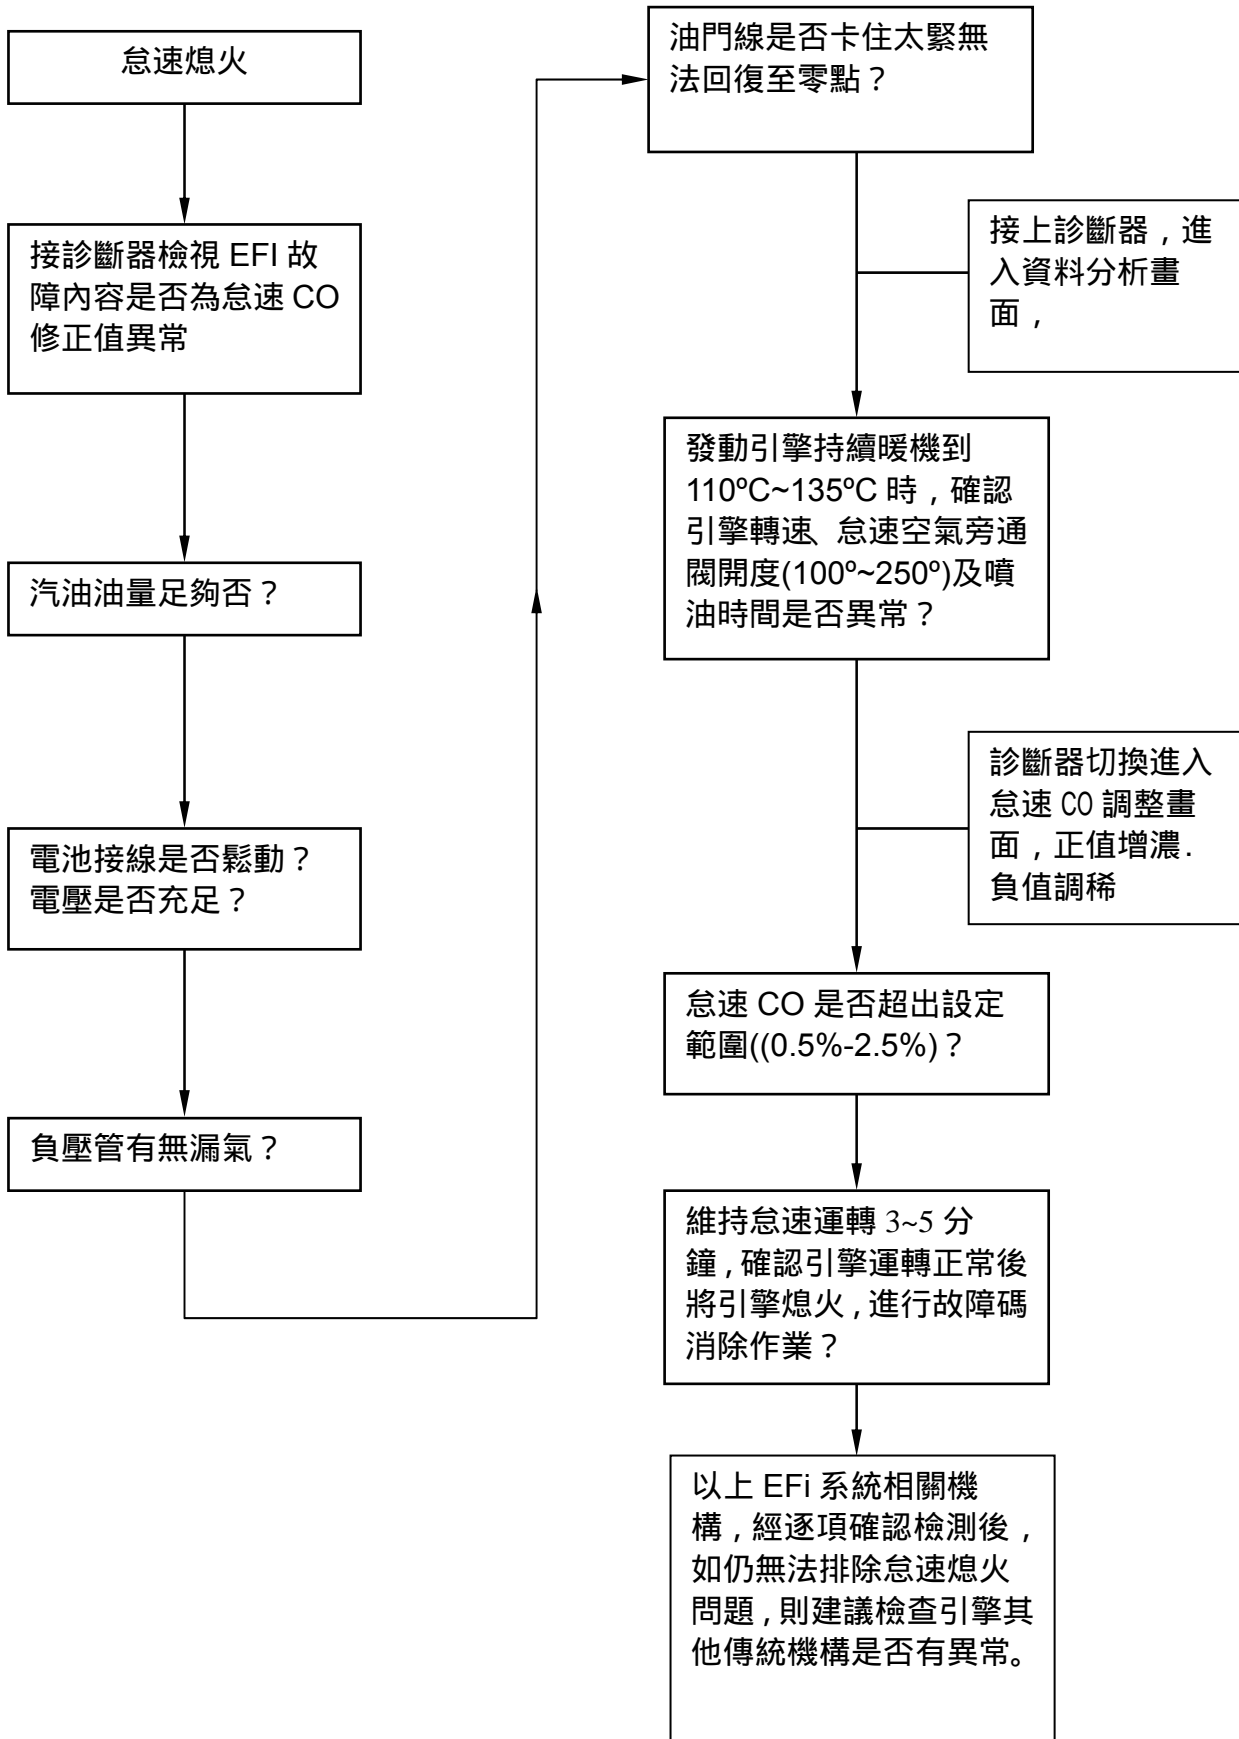 怠速熄火
接診斷器檢視 EFI 故
障內容是否為怠速 CO
修正值異常
汽油油量足夠否？
電池接線是否鬆動？
電壓是否充足？
負壓管有無漏氣？
油門線是否卡住太緊無
法回復至零點？
接上診斷器，進
入資料分析畫
面，
發動引擎持續暖機到
110ºC~135ºC 時，確認
引擎轉速、怠速空氣旁通
閥開度(100º~250º)及噴
油時間是否異常？
診斷器切換進入
怠速 CO 調整畫
面，正值增濃.
負值調稀
怠速 CO 是否超出設定
範圍((0.5%-2.5%)？
維持怠速運轉 3~5 分
鐘，確認引擎運轉正常後
將引擎熄火，進行故障碼
消除作業？
以上 EFi 系統相關機
構，經逐項確認檢測後，
如仍無法排除怠速熄火
問題，則建議檢查引擎其
他傳統機構是否有異常。